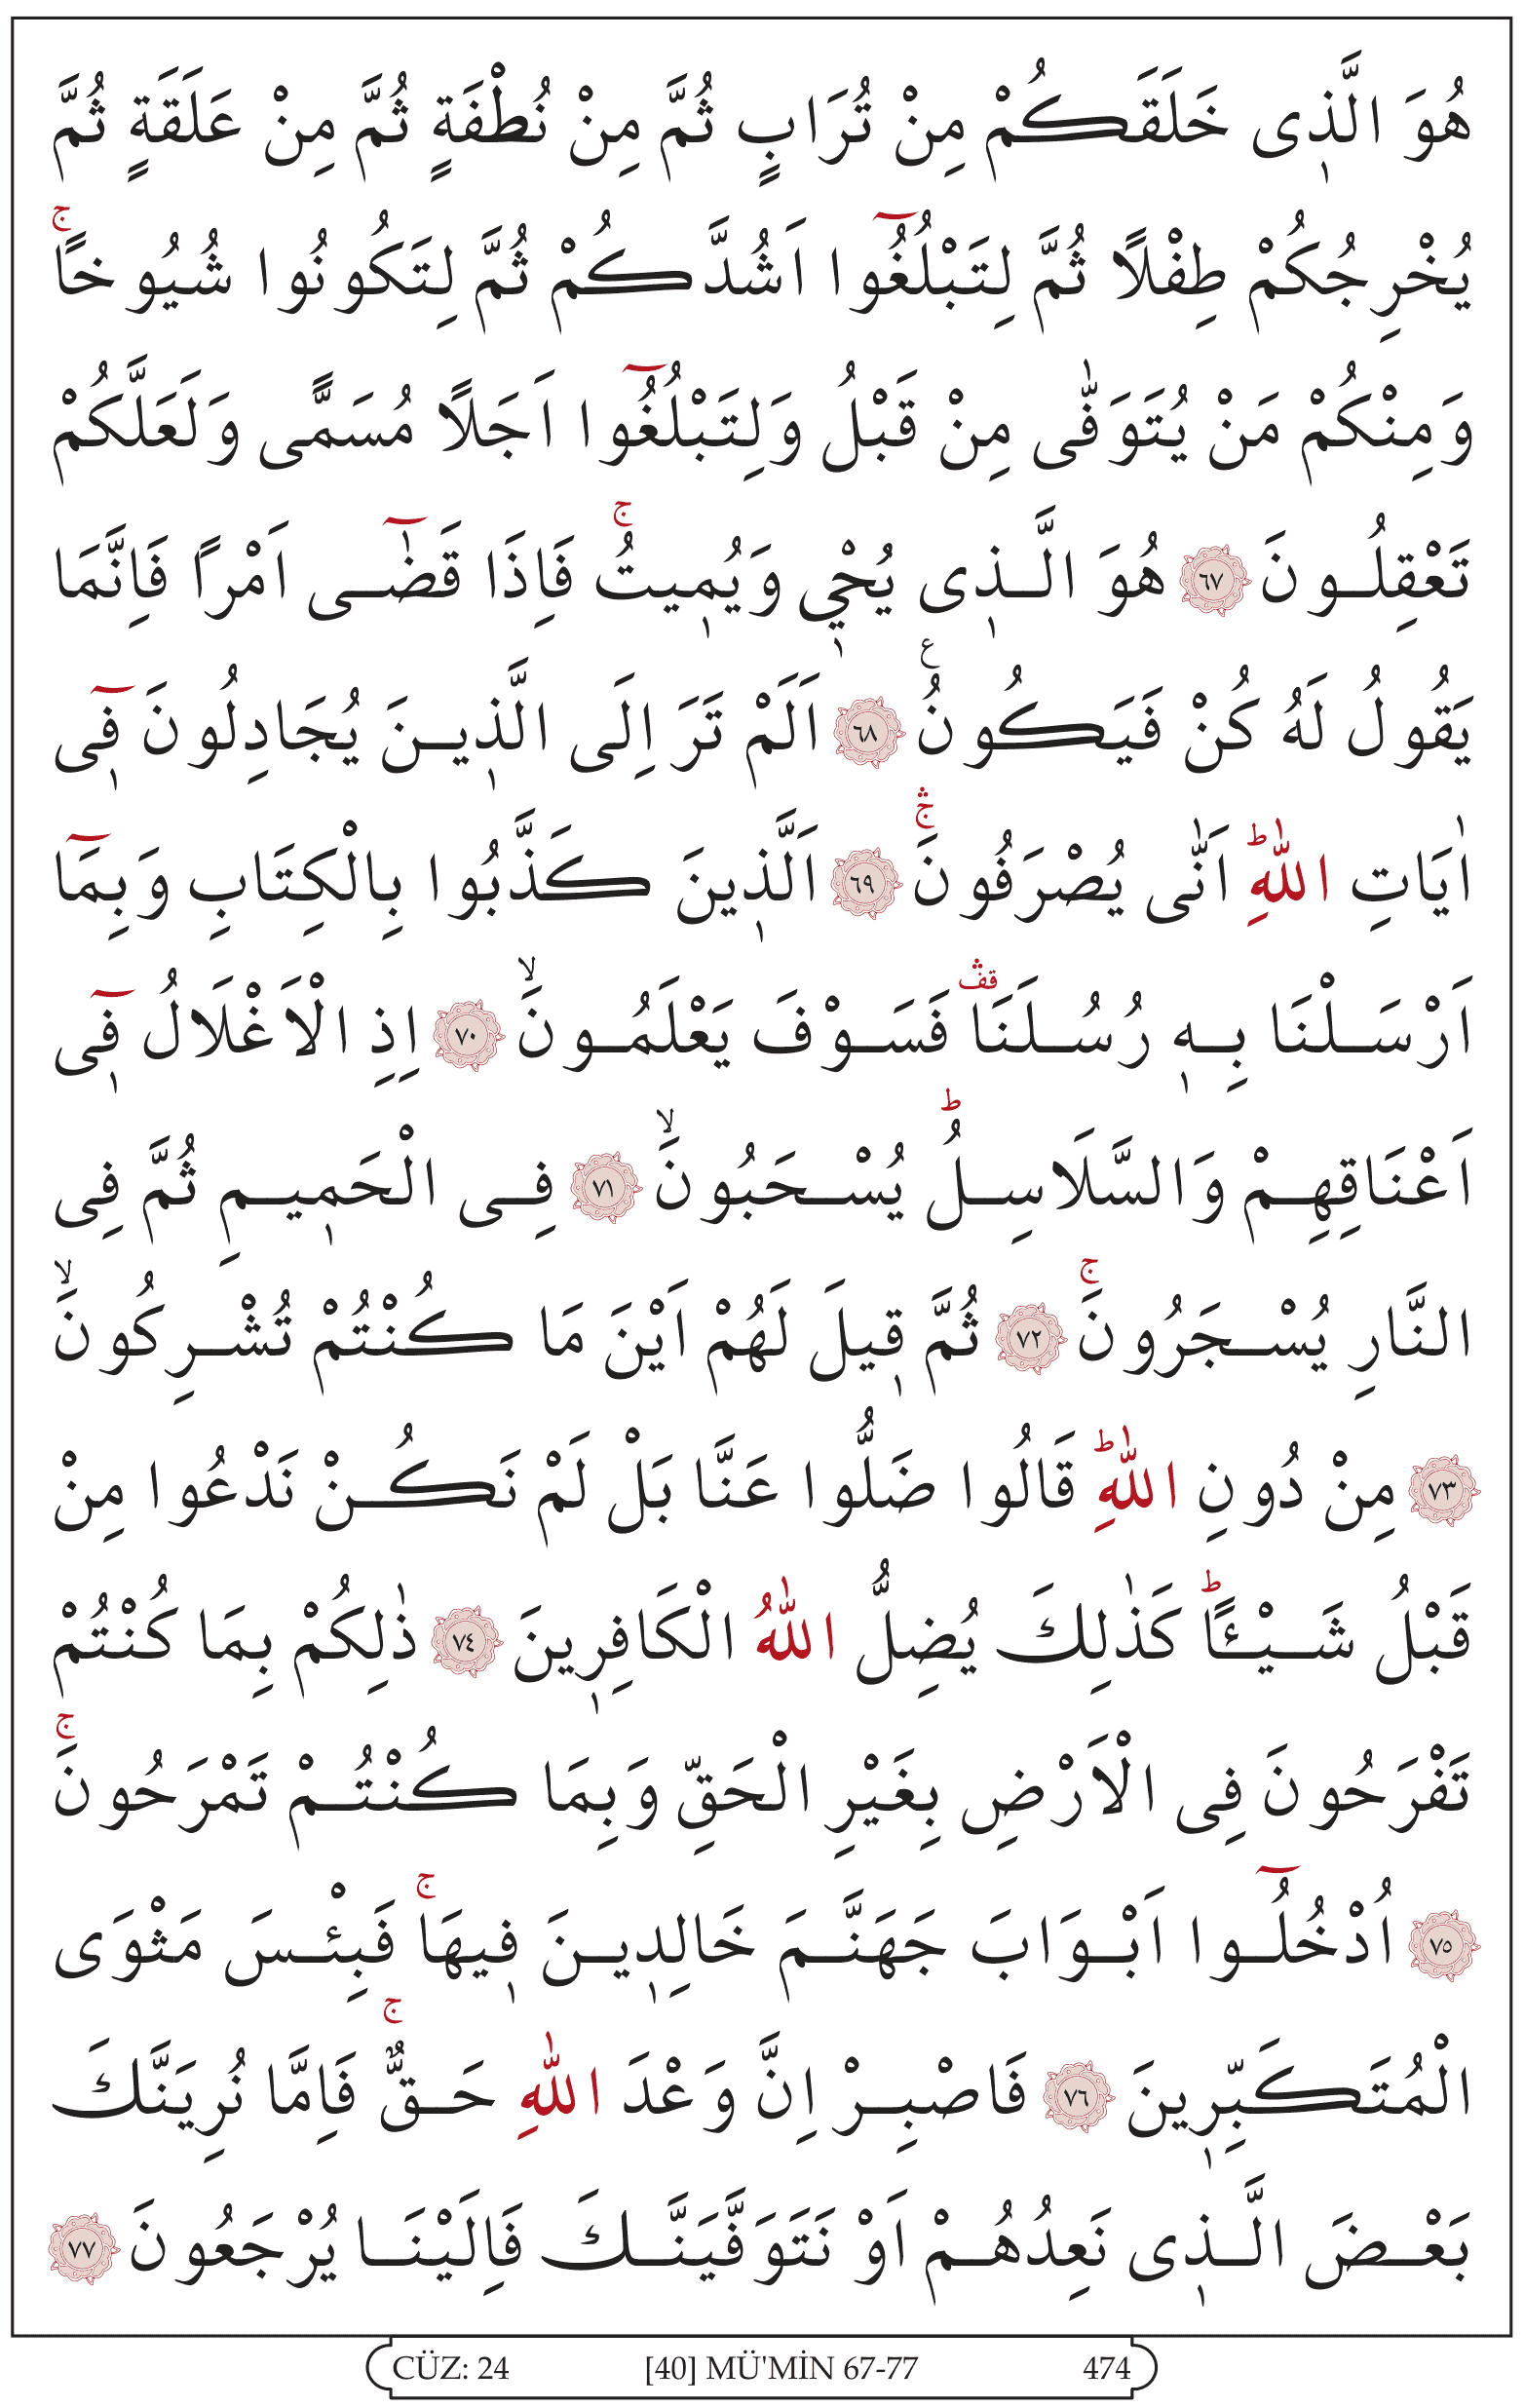 هُوَ الَّذٖى خَلَقَكُمْ مِنْ تُرَابٍ ثُمَّ مِنْ نُطْفَةٍ ثُمَّ مِنْ عَلَقَةٍ ثُمَّ
يُخْرِجُكُمْ طِفْلًا ثُمَّ لِتَبْلُغُٓوا اَشُدَّكُمْ ثُمَّ لِتَكُونُوا شُيُوخًاۚ
وَمِنْكُمْ مَنْ يُتَوَفّٰى مِنْ قَبْلُ وَلِتَبْلُغُٓوا اَجَلًا مُسَمًّى وَلَعَلَّكُمْ
تَعْقِلُونَ ﴿٦٧﴾ هُوَ الَّذٖى يُحْيٖ وَيُمٖيتُۚ فَاِذَا قَضٰٓى اَمْرًا فَاِنَّمَا
يَقُولُ لَهُ كُنْ فَيَكُونُ ع ﴿٦٨﴾ اَلَمْ تَرَ اِلَى الَّذٖينَ يُجَادِلُونَ فٖٓى
اٰيَاتِ اللّٰهِؕ اَنّٰى يُصْرَفُونَۚۛ ﴿٦٩﴾ اَلَّذٖينَ كَذَّبُوا بِالْكِتَابِ وَبِمَٓا
اَرْسَلْنَا بِهٖ رُسُلَنَا قفۛ فَسَوْفَ يَعْلَمُونَۙ ﴿٧٠﴾ اِذِ الْاَغْلَالُ فٖٓى
اَعْنَاقِهِمْ وَالسَّلَاسِلُؕ يُسْحَبُونَۙ ﴿٧١﴾ فِى الْحَمٖيمِ ثُمَّ فِى
النَّارِ يُسْجَرُونَۚ ﴿٧٢﴾ ثُمَّ قٖيلَ لَهُمْ اَيْنَ مَا كُنْتُمْ تُشْرِكُونَۙ
﴿٧٣﴾ مِنْ دُونِ اللّٰهِؕ قَالُوا ضَلُّوا عَنَّا بَلْ لَمْ نَكُنْ نَدْعُوا مِنْ
قَبْلُ شَيْـًٔاؕ كَذٰلِكَ يُضِلُّ اللّٰهُ الْكَافِرٖينَ ﴿٧٤﴾ ذٰلِكُمْ بِمَا كُنْتُمْ
تَفْرَحُونَ فِى الْاَرْضِ بِغَيْرِ الْحَقِّ وَبِمَا كُنْتُمْ تَمْرَحُونَۚ
﴿٧٥﴾ اُدْخُلُٓوا اَبْوَابَ جَهَنَّمَ خَالِدٖينَ فٖيهَاۚ فَبِئْسَ مَثْوَى
الْمُتَكَبِّرٖينَ ﴿٧٦﴾ فَاصْبِرْ اِنَّ وَعْدَ اللّٰهِ حَقٌّۚ فَاِمَّا نُرِيَنَّكَ
بَعْضَ الَّذٖى نَعِدُهُمْ اَوْ نَتَوَفَّيَنَّكَ فَاِلَيْنَا يُرْجَعُونَ ﴿٧٧﴾
CÜZ: 24 [40] MÜ'MİN 67-77 474